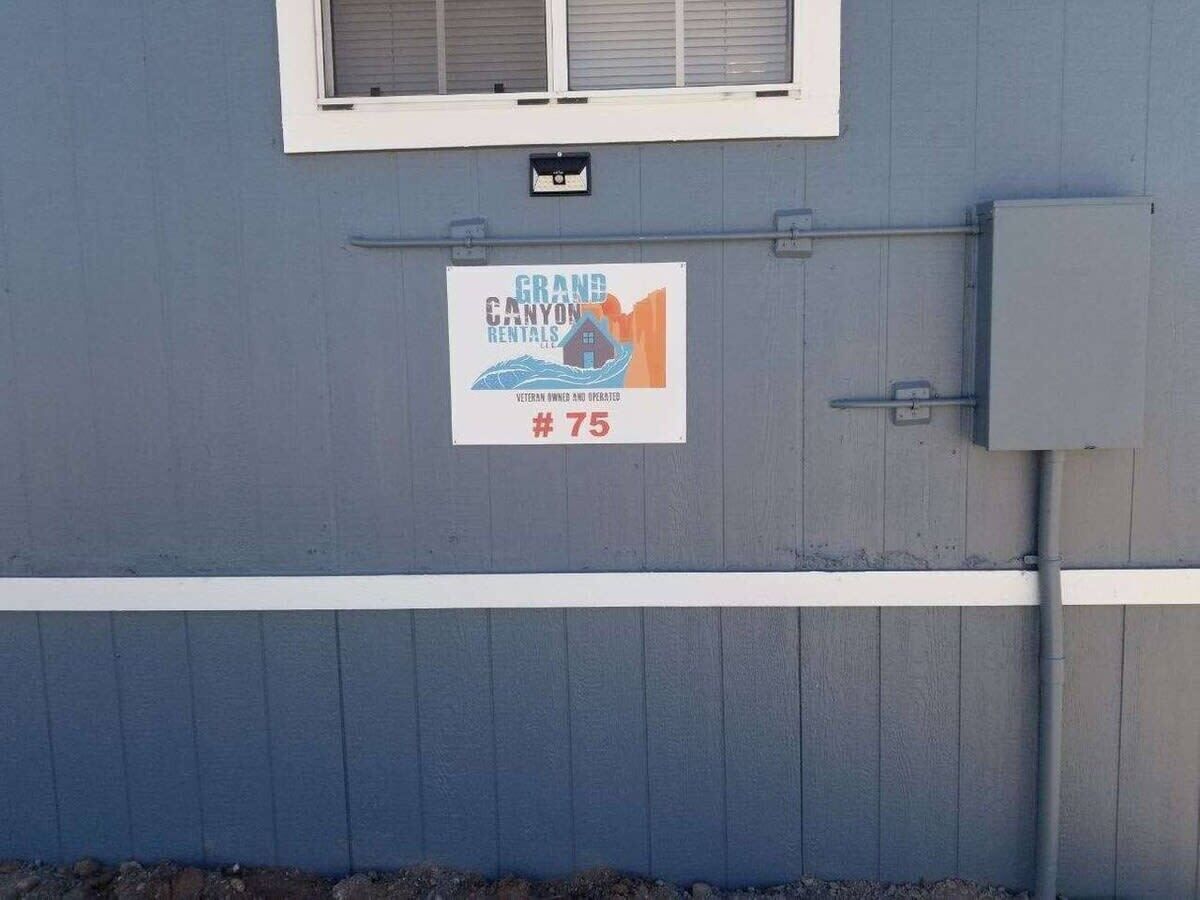 GRAND
CANYON
RENTALS
LLC
VETERAN OWNED AND OPERATED
# 75